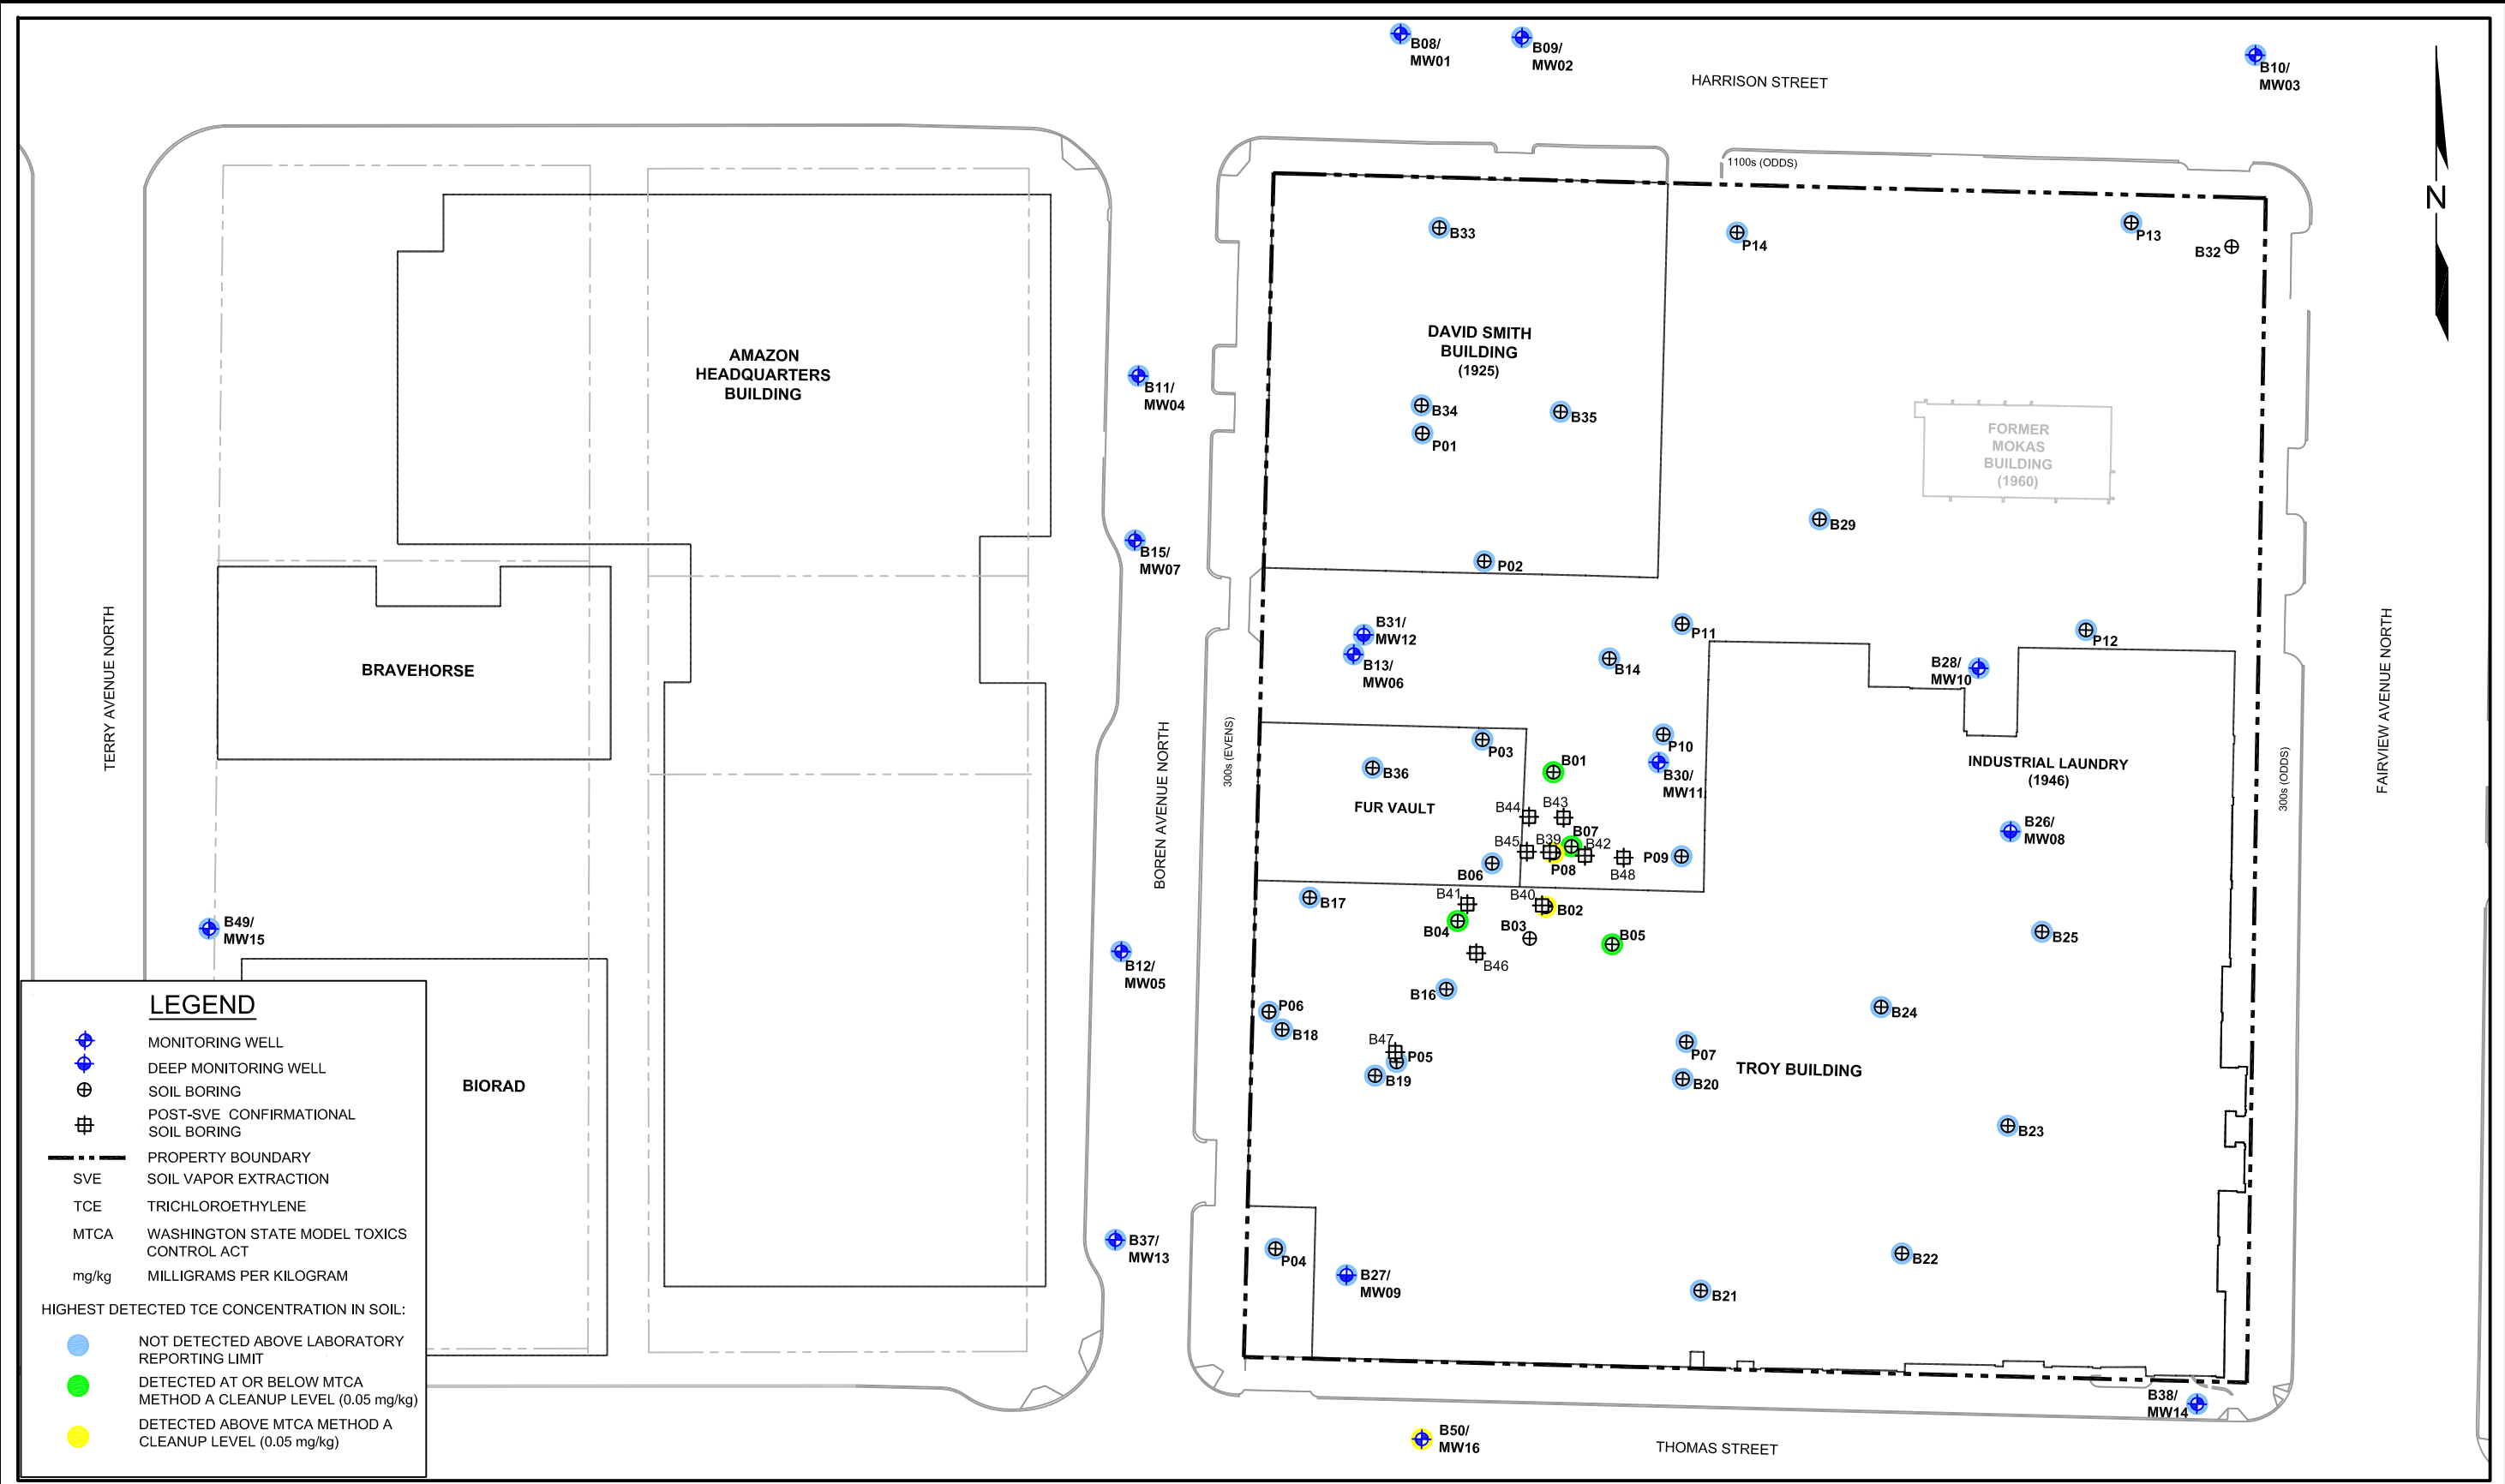 B08/
MW01
B09/
MW02
B10/
MW03
HARRISON STREET
1100s (ODDS)
N
B33
P14
P13
B32
DAVID SMITH
BUILDING
(1925)
AMAZON
HEADQUARTERS
BUILDING
B11/
MW04
B34
B35
P01
FORMER
MOKAS
BUILDING
(1960)
B29
B15/
MW07
P02
TERRY AVENUE NORTH
BRAVEHORSE
B31/
MW12
B13/
MW06
P11
B14
P12
B28/
MW10
FAIRVIEW AVENUE NORTH
BOREN AVENUE NORTH
300s (EVENS)
P03
B36
FUR VAULT
B01
P10
B30/
MW11
INDUSTRIAL LAUNDRY
(1946)
300s (ODDS)
B44
B43
B07
B45
B39
B42
P08
B48
P09
B06
B26/
MW08
B17
B41
B40
B02
B04
B03
B05
B46
B25
B49/
MW15
B12/
MW05
B16
P06
B18
B24
B47
P05
B19
P07
B20
TROY BUILDING
B23
BIORAD
B37/
MW13
P04
B27/
MW09
B22
B21
B38/
MW14
B50/
MW16
THOMAS STREET
LEGEND
MONITORING WELL
DEEP MONITORING WELL
SOIL BORING
POST-SVE CONFIRMATIONAL
SOIL BORING
PROPERTY BOUNDARY
SVE SOIL VAPOR EXTRACTION
TCE TRICHLOROETHYLENE
MTCA WASHINGTON STATE MODEL TOXICS
CONTROL ACT
mg/kg MILLIGRAMS PER KILOGRAM
HIGHEST DETECTED TCE CONCENTRATION IN SOIL:
NOT DETECTED ABOVE LABORATORY
REPORTING LIMIT
DETECTED AT OR BELOW MTCA
METHOD A CLEANUP LEVEL (0.05 mg/kg)
DETECTED ABOVE MTCA METHOD A
CLEANUP LEVEL (0.05 mg/kg)